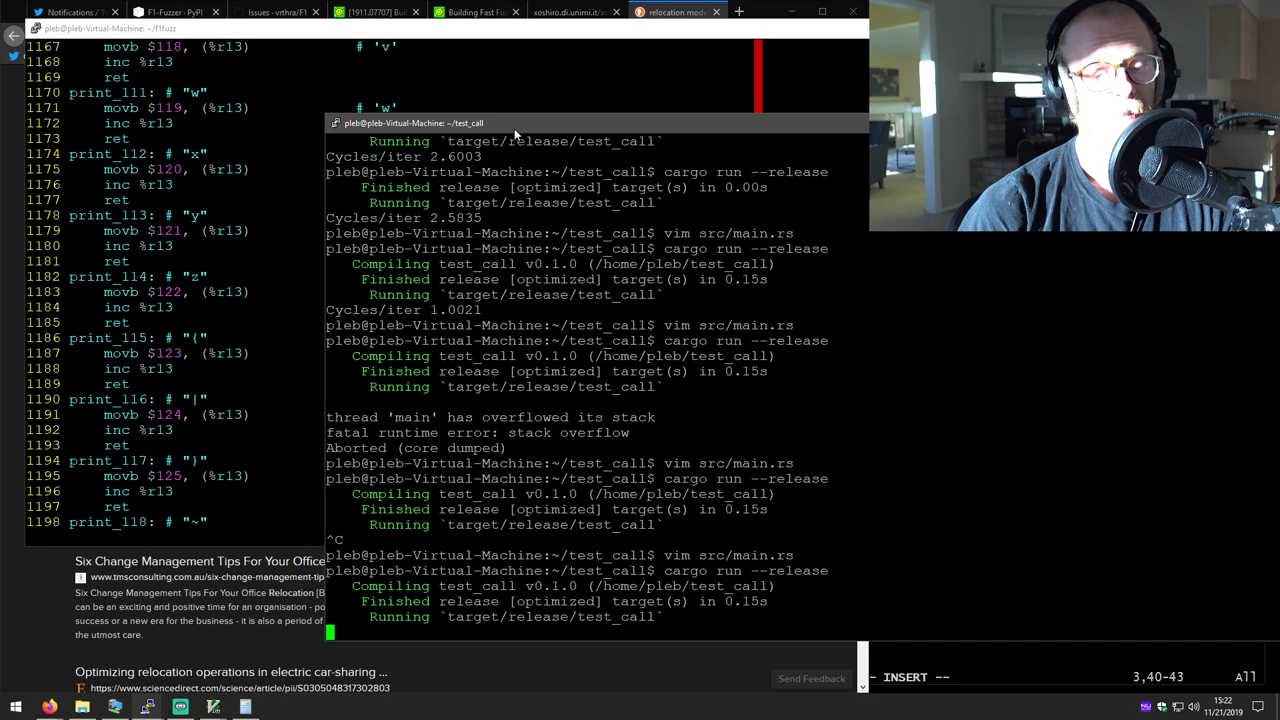 Notifications / Tw
F1-Fuzzer · PyPI
Issues · vrthra/F1
[1911.07707] Bui
Building Fast Fuz
xoshiro.di.unimi.it/xo
relocation mode
pleb@pleb-Virtual-Machine: ~/f1fuzz
1167 movb $118, (%r13) # 'v'
1168 inc %r13
1169 ret
1170 print_111: # "w"
1171 movb $119, (%r13) # 'w'
1172 inc %r13
1173 ret
1174 print_112: # "x"
1175 movb $120, (%r13)
1176 inc %r13
1177 ret
1178 print_113: # "y"
1179 movb $121, (%r13)
1180 inc %r13
1181 ret
1182 print_114: # "z"
1183 movb $122, (%r13)
1184 inc %r13
1185 ret
1186 print_115: # "{"
1187 movb $123, (%r13)
1188 inc %r13
1189 ret
1190 print_116: # "|"
1191 movb $124, (%r13)
1192 inc %r13
1193 ret
1194 print_117: # "}"
1195 movb $125, (%r13)
1196 inc %r13
1197 ret
1198 print_118: # "~"
pleb@pleb-Virtual-Machine: ~/test_call
Running `target/release/test_call`
Cycles/iter 2.6003
pleb@pleb-Virtual-Machine:~/test_call$ cargo run --release
Finished release [optimized] target(s) in 0.00s
Running `target/release/test_call`
Cycles/iter 2.5835
pleb@pleb-Virtual-Machine:~/test_call$ vim src/main.rs
pleb@pleb-Virtual-Machine:~/test_call$ cargo run --release
Compiling test_call v0.1.0 (/home/pleb/test_call)
Finished release [optimized] target(s) in 0.15s
Running `target/release/test_call`
Cycles/iter 1.0021
pleb@pleb-Virtual-Machine:~/test_call$ vim src/main.rs
pleb@pleb-Virtual-Machine:~/test_call$ cargo run --release
Compiling test_call v0.1.0 (/home/pleb/test_call)
Finished release [optimized] target(s) in 0.15s
Running `target/release/test_call`
thread 'main' has overflowed its stack
fatal runtime error: stack overflow
Aborted (core dumped)
pleb@pleb-Virtual-Machine:~/test_call$ vim src/main.rs
pleb@pleb-Virtual-Machine:~/test_call$ cargo run --release
Compiling test_call v0.1.0 (/home/pleb/test_call)
Finished release [optimized] target(s) in 0.15s
Running `target/release/test_call`
^C
pleb@pleb-Virtual-Machine:~/test_call$ vim src/main.rs
pleb@pleb-Virtual-Machine:~/test_call$ cargo run --release
Compiling test_call v0.1.0 (/home/pleb/test_call)
Finished release [optimized] target(s) in 0.15s
Running `target/release/test_call`
Six Change Management Tips For Your Office
www.tmsconsulting.com.au/six-change-management-tip
Six Change Management Tips For Your Office Relocation [B
can be an exciting and positive time for an organisation - po
success or a new era for the business - it is also a period of
the utmost care.
Optimizing relocation operations in electric car-sharing ...
https://www.sciencedirect.com/science/article/pii/S0305048317302803
Send Feedback
- INSERT -- 3,40-43 All
15:22
11/21/2019